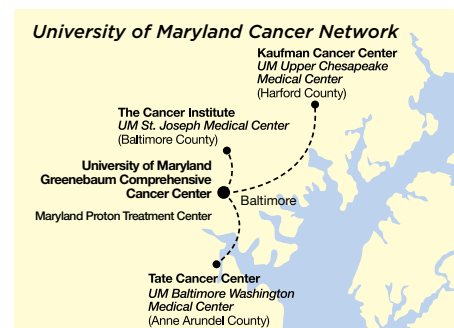 University of Maryland Cancer Network
Kaufman Cancer Center
UM Upper Chesapeake
Medical Center
(Harford County)
The Cancer Institute
UM St. Joseph Medical Center
(Baltimore County)
University of Maryland
Greenebaum Comprehensive
Cancer Center
Baltimore
Maryland Proton Treatment Center
Tate Cancer Center
UM Baltimore Washington
Medical Center
(Anne Arundel County)